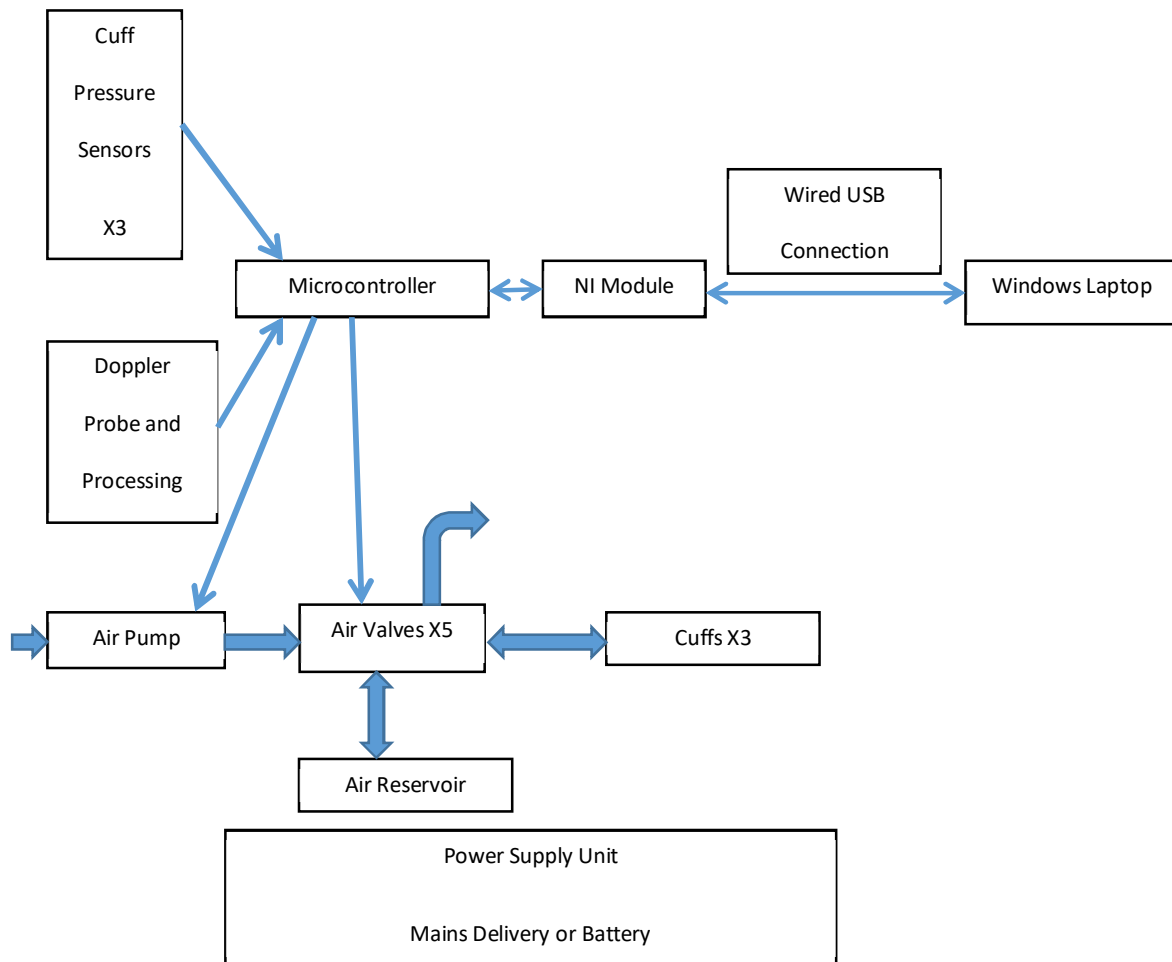 Cuff
Pressure
Sensors
X3
Wired USB
Connection
Microcontroller
NI Module
Windows Laptop
Doppler
Probe and
Processing
Air Pump
Air Valves X5
Cuffs X3
Air Reservoir
Power Supply Unit
Mains Delivery or Battery